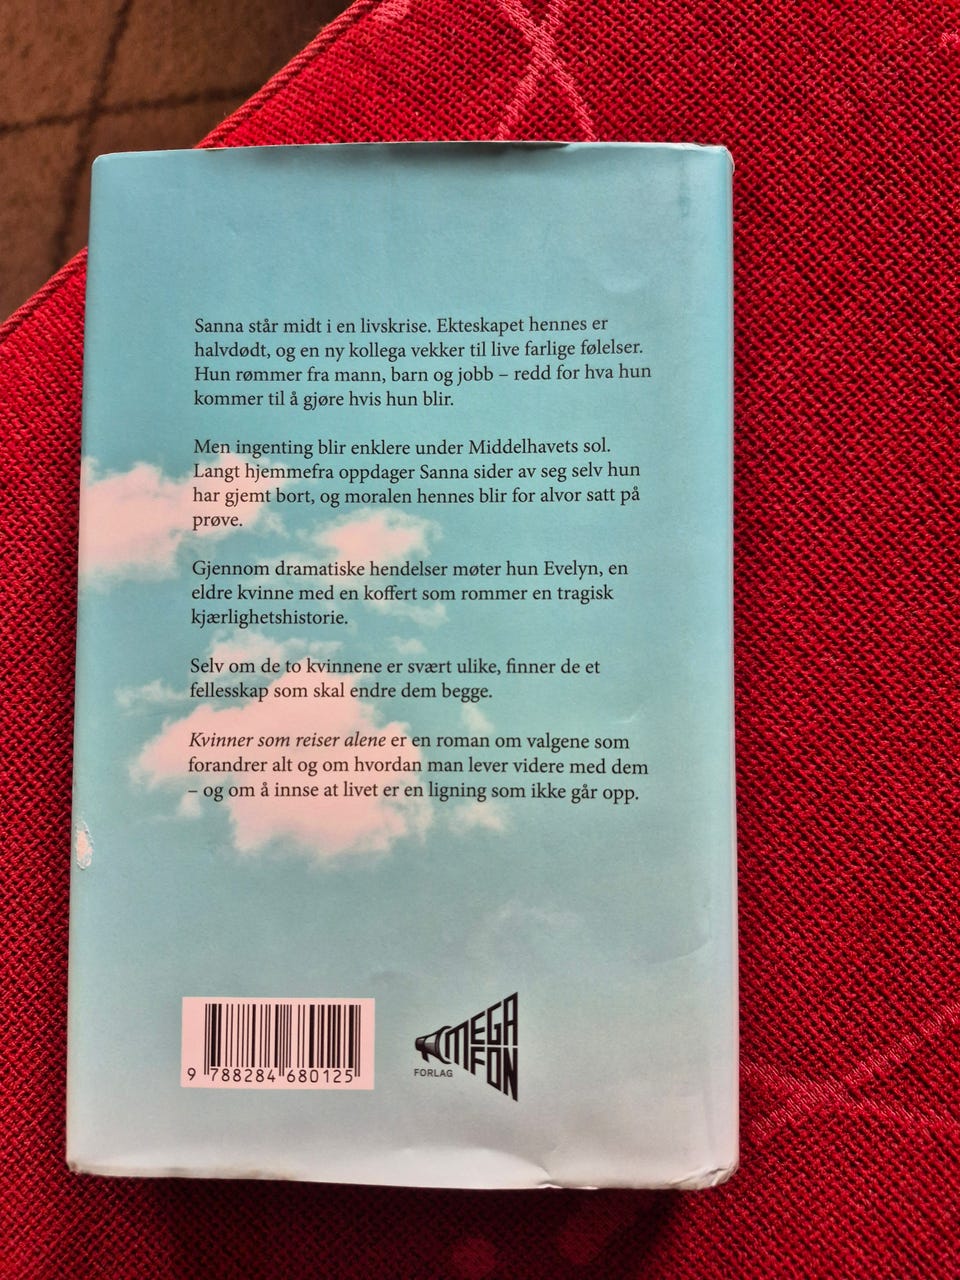 Sanna står midt i en livskrise. Ekteskapet hennes er
halvdødt, og en ny kollega vekker til live farlige følelser.
Hun rømmer fra mann, barn og jobb – redd for hva hun
kommer til å gjøre hvis hun blir.
Men ingenting blir enklere under Middelhavets sol.
Langt hjemmefra oppdager Sanna sider av seg selv hun
har gjemt bort, og moralen hennes blir for alvor satt på
prøve.
Gjennom dramatiske hendelser møter hun Evelyn, en
eldre kvinne med en koffert som rommer en tragisk
kjærlighetshistorie.
Selv om de to kvinnene er svært ulike, finner de et
fellesskap som skal endre dem begge.
Kvinner som reiser alene er en roman om valgene som
forandrer alt og om hvordan man lever videre med dem
– og om å innse at livet er en ligning som ikke går opp.
9 788284 680125
MEGA
FON
FORLAG